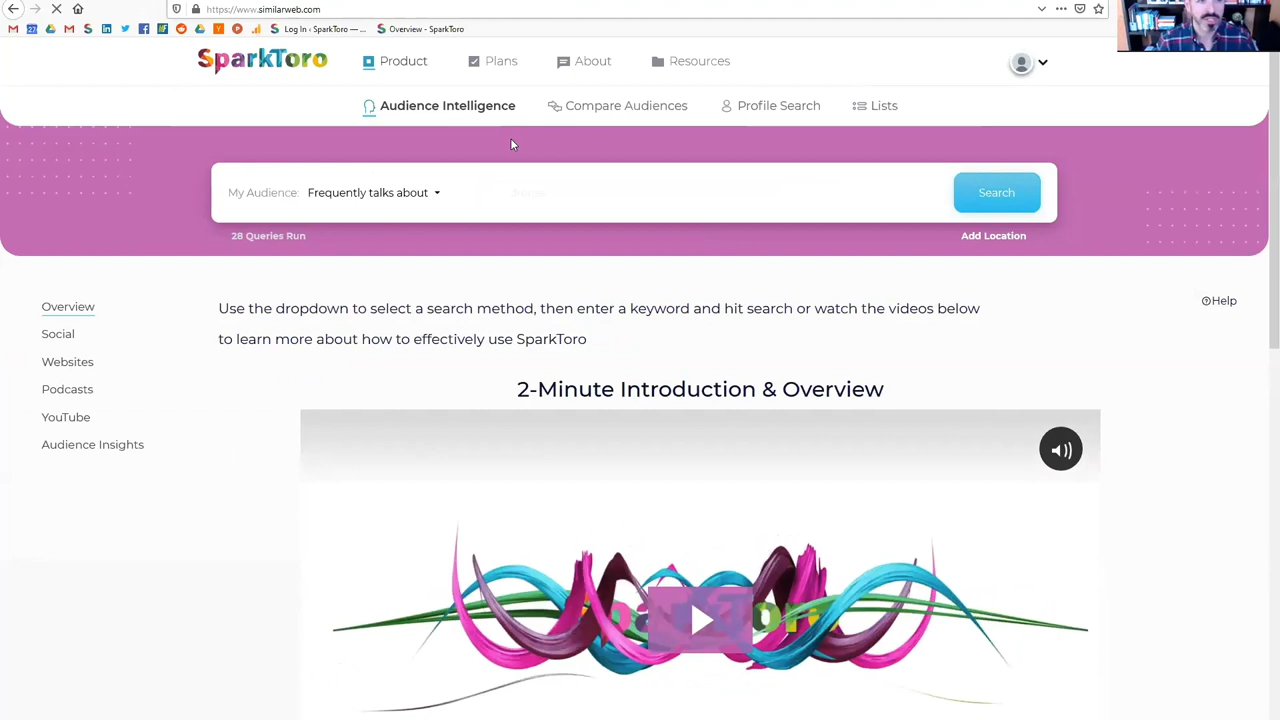 https://www.similarweb.com
Log In ‹ SparkToro — ...
Overview - SparkToro
SparkToro
Product
Plans
About
Resources
Audience Intelligence
Compare Audiences
Profile Search
Lists
My Audience: Frequently talks about
Search
28 Queries Run
Add Location
Overview
Social
Websites
Podcasts
YouTube
Audience Insights
Use the dropdown to select a search method, then enter a keyword and hit search or watch the videos below
to learn more about how to effectively use SparkToro
Help
2-Minute Introduction & Overview